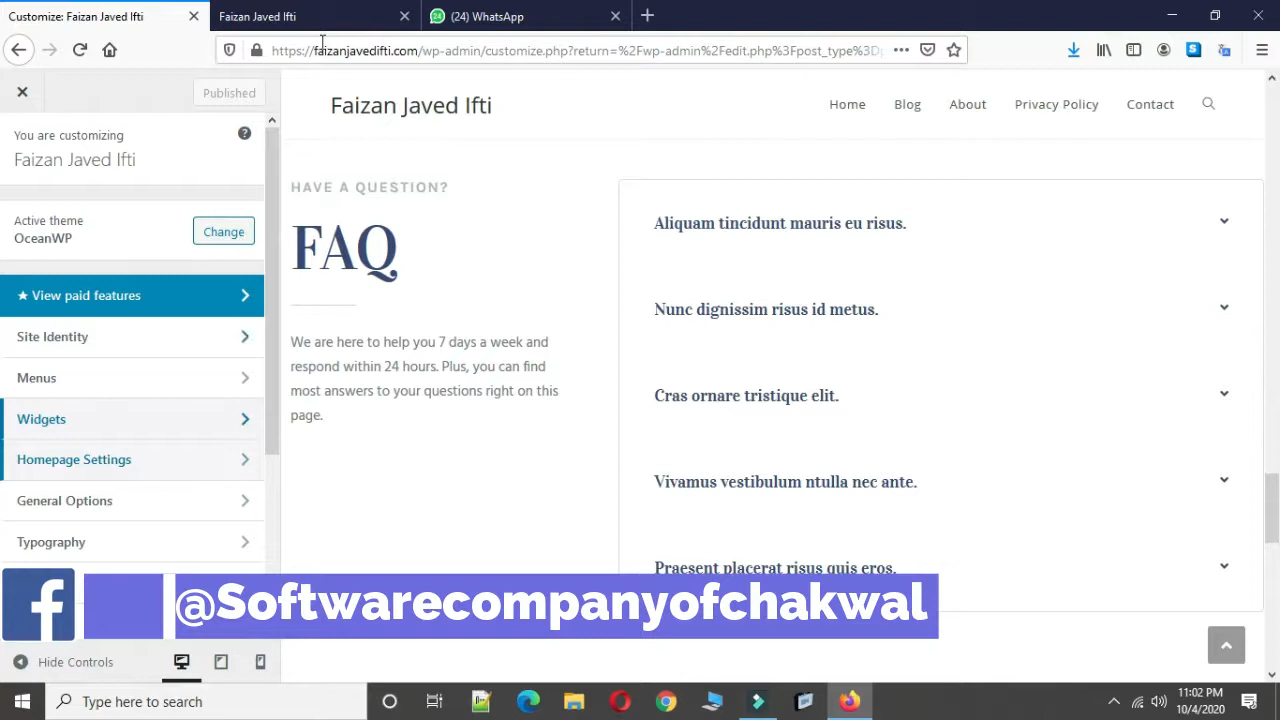 Customize: Faizan Javed Ifti
Faizan Javed Ifti
(24) WhatsApp
https://faizanjavedifti.com/wp-admin/customize.php?return=%2Fwp-admin%2Fedit.php%3Fpost_type%3D
Published
You are customizing
Faizan Javed Ifti
Active theme
OceanWP
Change
★ View paid features
Site Identity
Menus
Widgets
Homepage Settings
General Options
Typography
Hide Controls
Faizan Javed Ifti
Home
Blog
About
Privacy Policy
Contact
HAVE A QUESTION?
FAQ
We are here to help you 7 days a week and
respond within 24 hours. Plus, you can find
most answers to your questions right on this
page.
Aliquam tincidunt mauris eu risus.
Nunc dignissim risus id metus.
Cras ornare tristique elit.
Vivamus vestibulum ntulla nec ante.
Praesent placerat risus quis eros.
@Softwarecompanyofchakwal
Type here to search
11:02 PM
10/4/2020